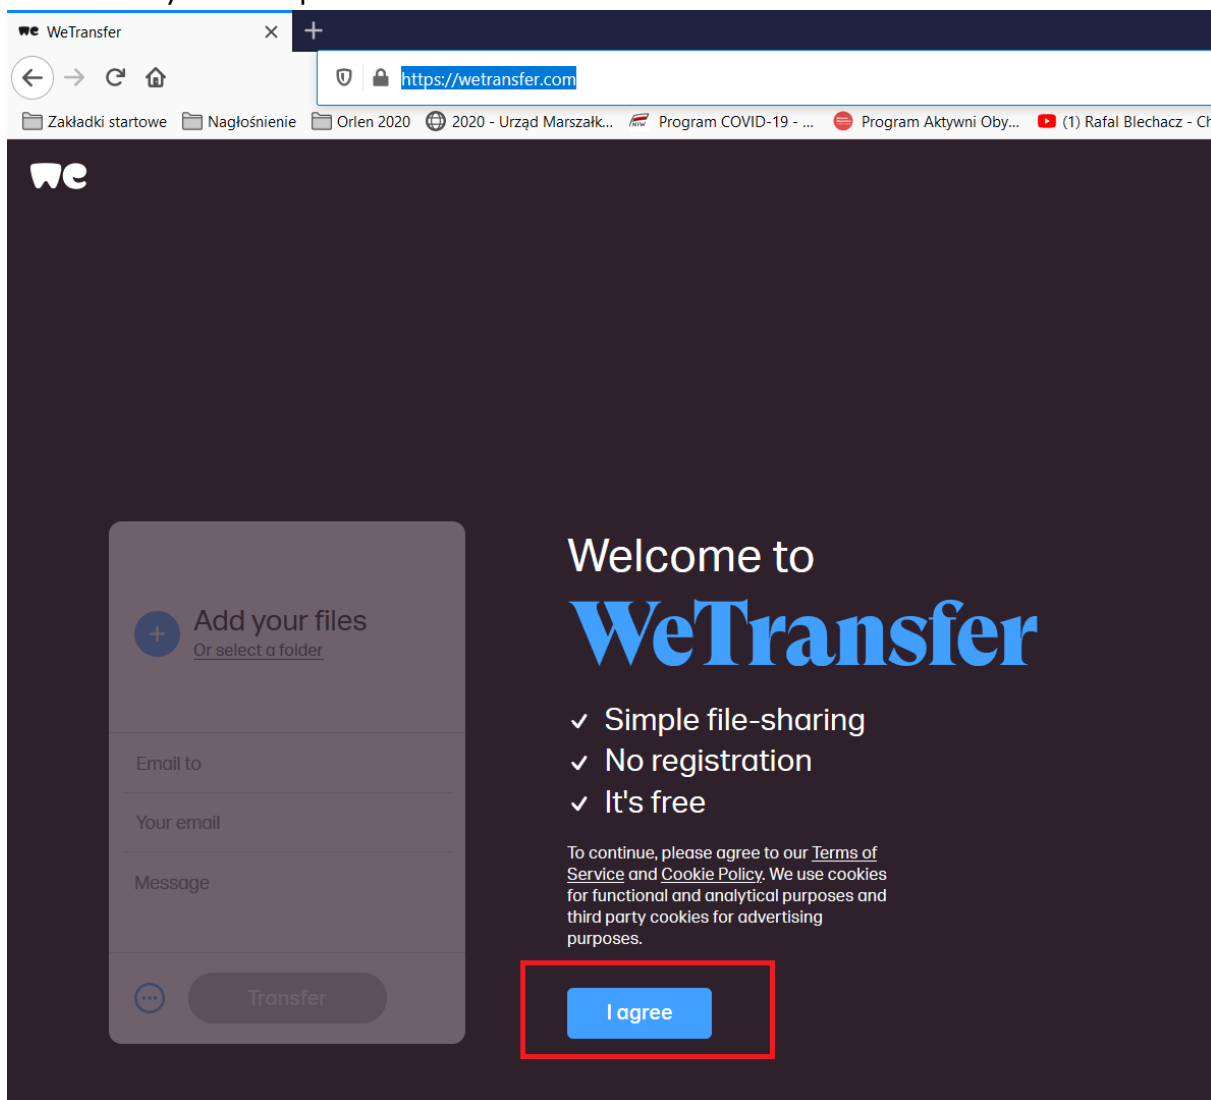 WeTransfer
https://wetransfer.com
Zakładki startowe Nagłośnienie Orlen 2020 2020 - Urząd Marszałk... Program COVID-19 - ... Program Aktywni Oby... (1) Rafal Blechacz - Ch
we
Welcome to
WeTransfer
Add your files
Or select a folder
Simple file-sharing
No registration
It's free
Email to
Your email
Message
To continue, please agree to our Terms of
Service and Cookie Policy. We use cookies
for functional and analytical purposes and
third party cookies for advertising
purposes.
Transfer
I agree